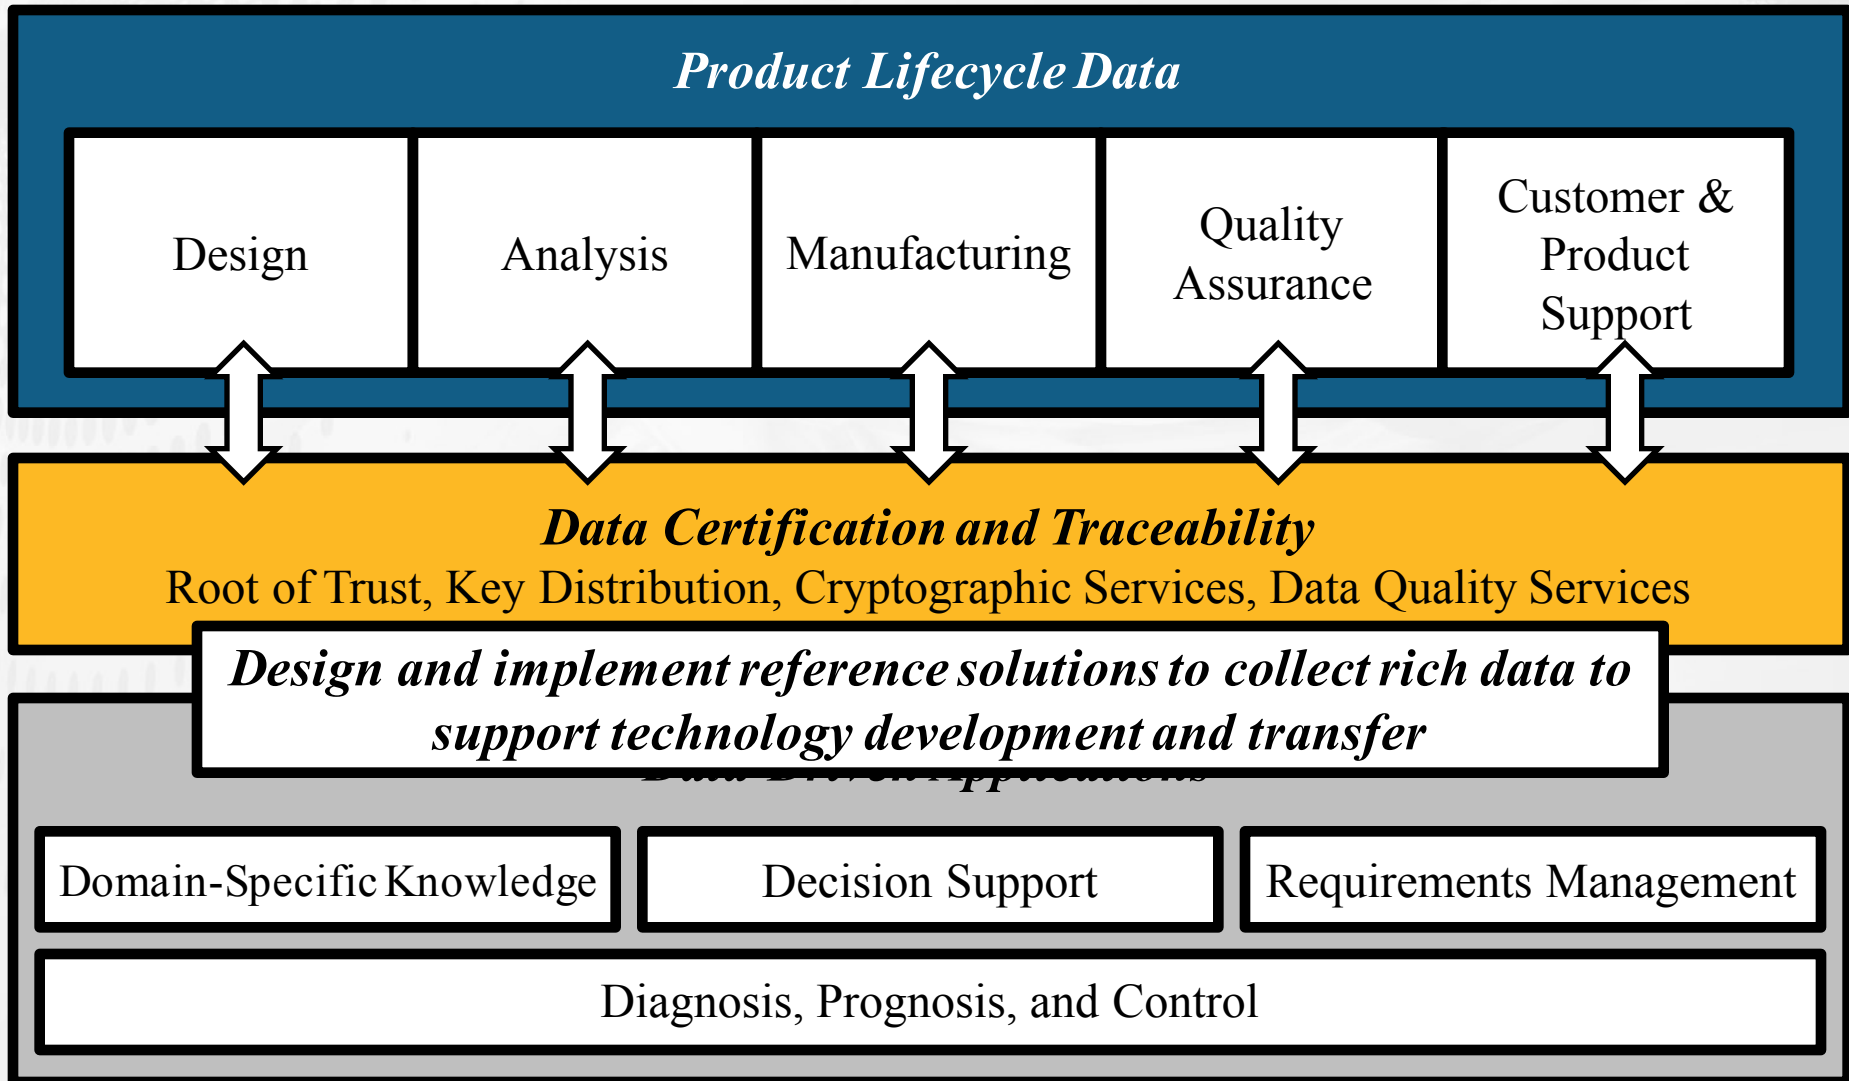 Product Lifecycle Data
Design
Analysis
Manufacturing
Quality
Assurance
Customer &
Product
Support
Data Certification and Traceability
Root of Trust, Key Distribution, Cryptographic Services, Data Quality Services
Design and implement reference solutions to collect rich data to
support technology development and transfer
Domain-Specific Knowledge
Decision Support
Requirements Management
Diagnosis, Prognosis, and Control